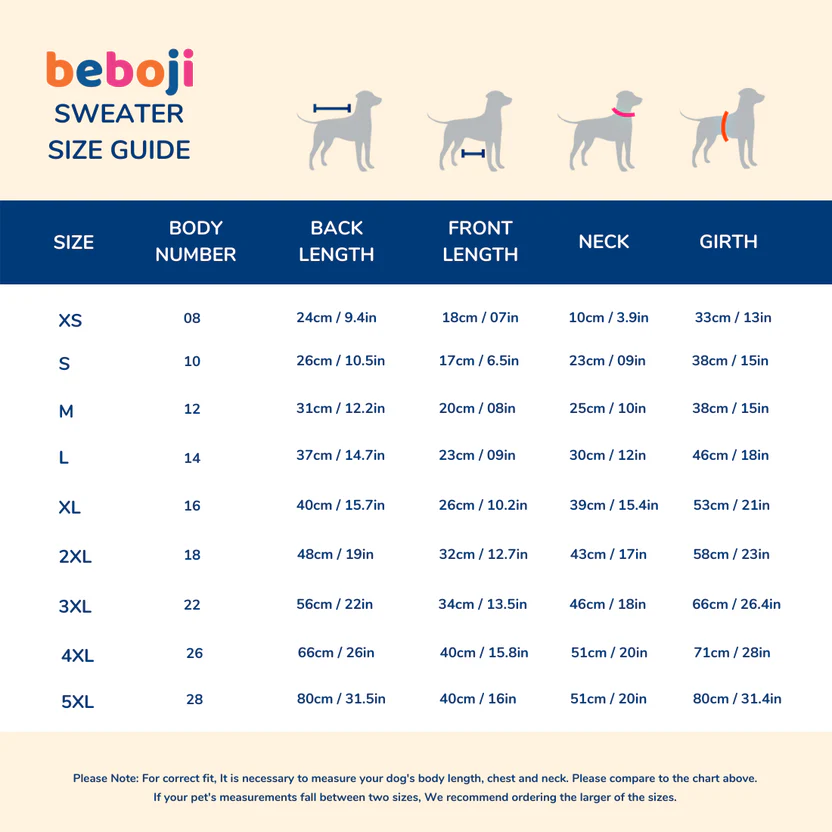 beboji
SWEATER
SIZE GUIDE
SIZE BODY NUMBER BACK LENGTH FRONT LENGTH NECK GIRTH
XS 08 24cm / 9.4in 18cm / 07in 10cm / 3.9in 33cm / 13in
S 10 26cm / 10.5in 17cm / 6.5in 23cm / 09in 38cm / 15in
M 12 31cm / 12.2in 20cm / 08in 25cm / 10in 38cm / 15in
L 14 37cm / 14.7in 23cm / 09in 30cm / 12in 46cm / 18in
XL 16 40cm / 15.7in 26cm / 10.2in 39cm / 15.4in 53cm / 21in
2XL 18 48cm / 19in 32cm / 12.7in 43cm / 17in 58cm / 23in
3XL 22 56cm / 22in 34cm / 13.5in 46cm / 18in 66cm / 26.4in
4XL 26 66cm / 26in 40cm / 15.8in 51cm / 20in 71cm / 28in
5XL 28 80cm / 31.5in 40cm / 16in 51cm / 20in 80cm / 31.4in
Please Note: For correct fit, It is necessary to measure your dog's body length, chest and neck. Please compare to the chart above.
If your pet's measurements fall between two sizes, We recommend ordering the larger of the sizes.